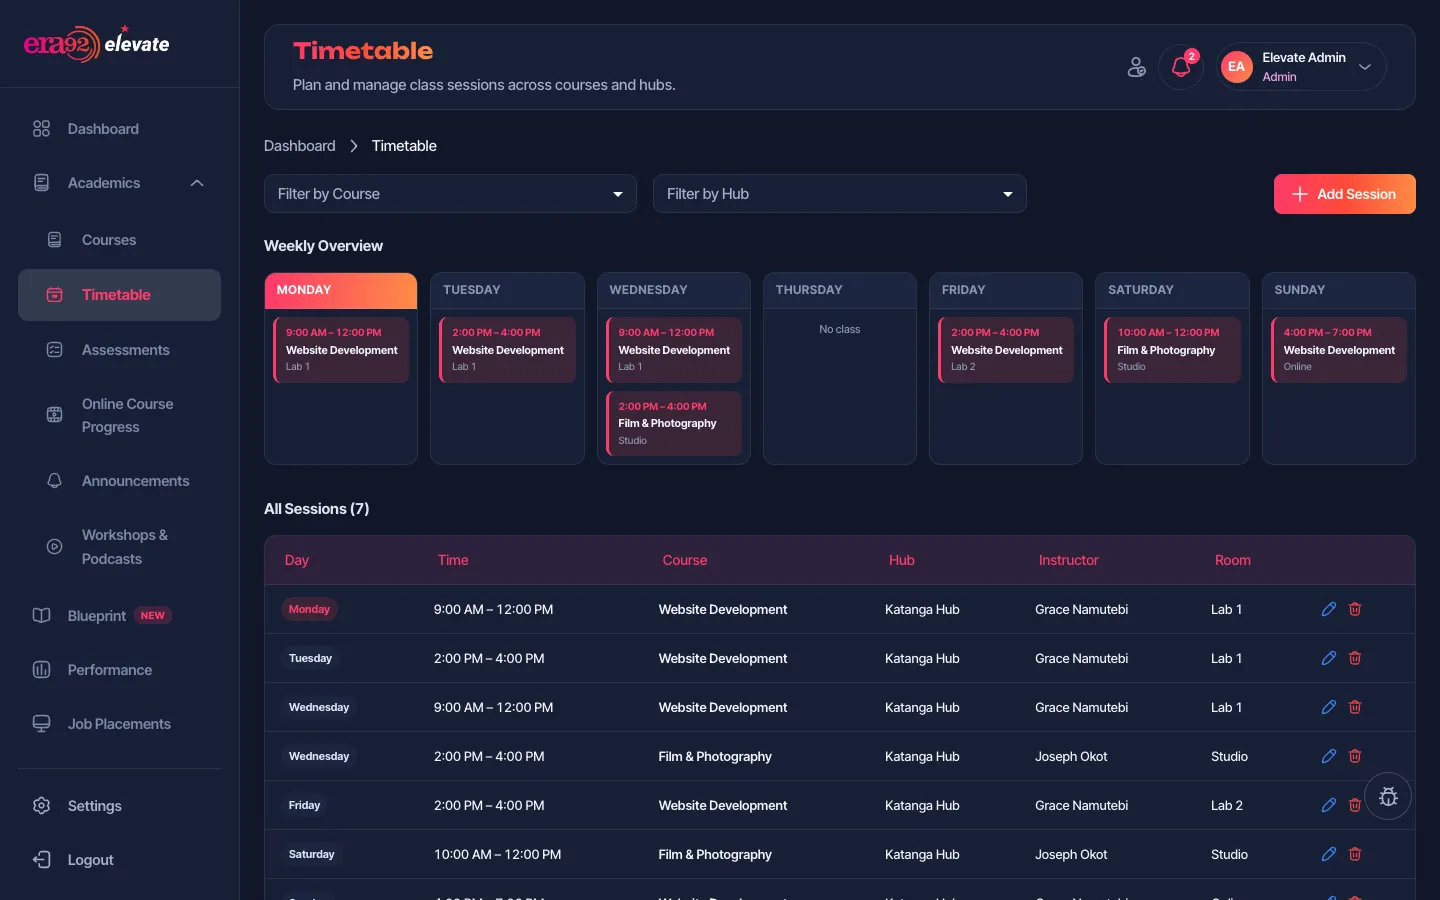 era92 elevate
Timetable
Plan and manage class sessions across courses and hubs.
2
EA
Elevate Admin
Admin
Dashboard
Academics
Courses
Timetable
Assessments
Online Course
Progress
Announcements
Workshops &
Podcasts
Blueprint NEW
Performance
Job Placements
Settings
Logout
Dashboard > Timetable
Filter by Course
Filter by Hub
+ Add Session
Weekly Overview
MONDAY
9:00 AM – 12:00 PM
Website Development
Lab 1
TUESDAY
2:00 PM – 4:00 PM
Website Development
Lab 1
WEDNESDAY
9:00 AM – 12:00 PM
Website Development
Lab 1
2:00 PM – 4:00 PM
Film & Photography
Studio
THURSDAY
No class
FRIDAY
2:00 PM – 4:00 PM
Website Development
Lab 2
SATURDAY
10:00 AM – 12:00 PM
Film & Photography
Studio
SUNDAY
4:00 PM – 7:00 PM
Website Development
Online
All Sessions (7)
Day Time Course Hub Instructor Room
Monday 9:00 AM – 12:00 PM Website Development Katanga Hub Grace Namutebi Lab 1
Tuesday 2:00 PM – 4:00 PM Website Development Katanga Hub Grace Namutebi Lab 1
Wednesday 9:00 AM – 12:00 PM Website Development Katanga Hub Grace Namutebi Lab 1
Wednesday 2:00 PM – 4:00 PM Film & Photography Katanga Hub Joseph Okot Studio
Friday 2:00 PM – 4:00 PM Website Development Katanga Hub Grace Namutebi Lab 2
Saturday 10:00 AM – 12:00 PM Film & Photography Katanga Hub Joseph Okot Studio